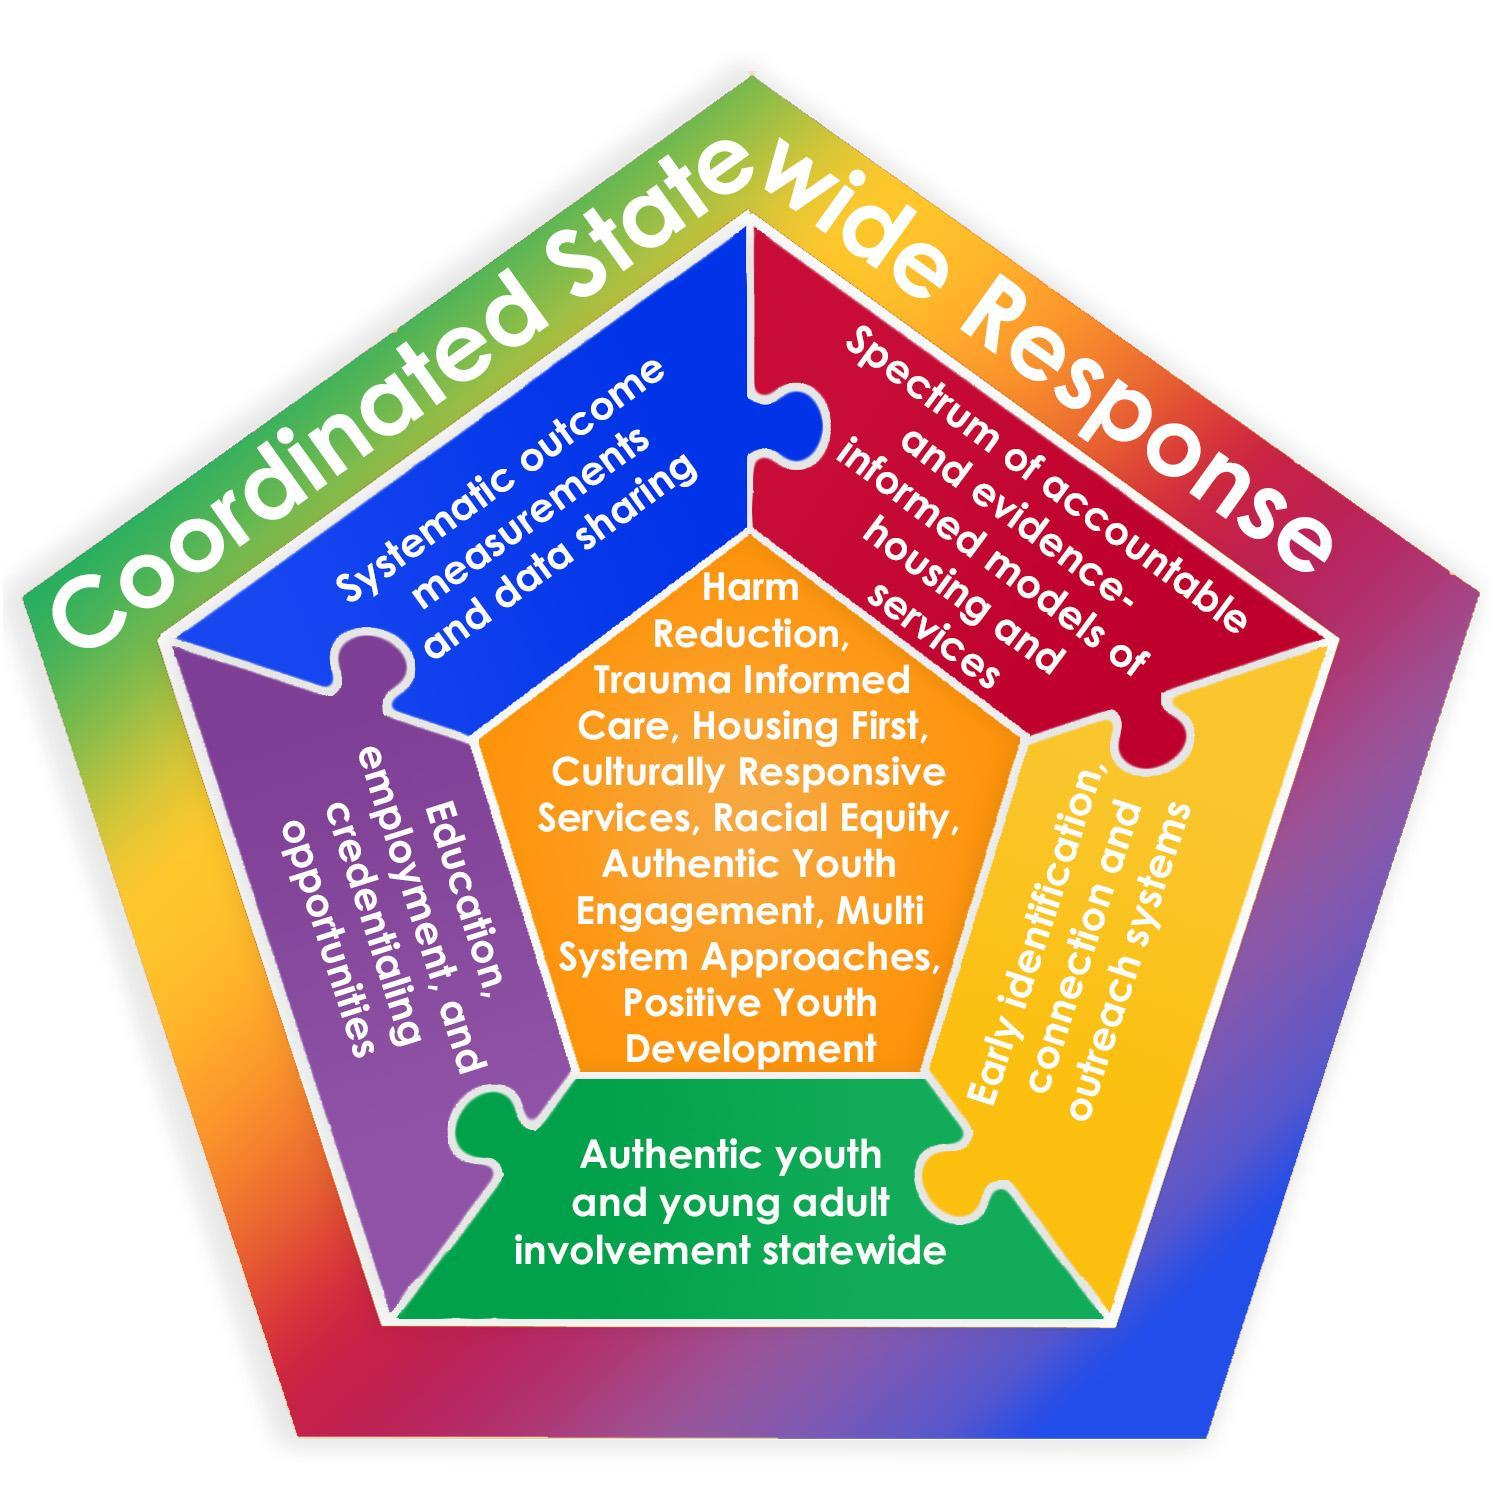 Coordinated Statewide Response
Systematic outcome
measurements
and data sharing
Spectrum of accountable
and evidence-
informed models of
housing and
services
Harm
Reduction,
Trauma Informed
Care, Housing First,
Culturally Responsive
Services, Racial Equity,
Authentic Youth
Engagement, Multi
System Approaches,
Positive Youth
Development
Education,
employment, and
credentialing
opportunities
Early identification,
connection and
outreach systems
Authentic youth
and young adult
involvement statewide